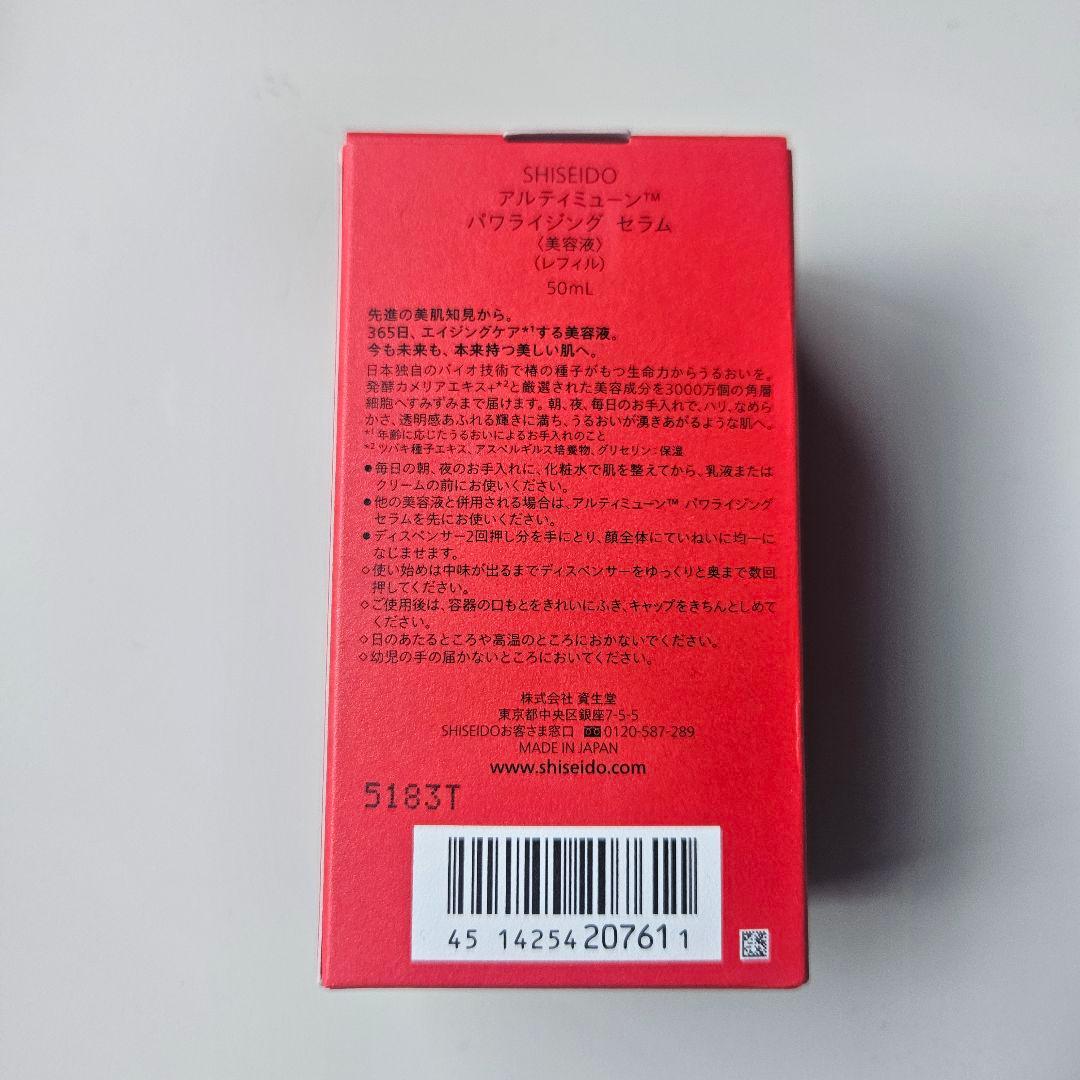 SHISEIDO
アルティミューン™
パワライジング セラム
〈美容液〉
(レフィル)
50mL
先進の美肌知見から。
365日、エイジングケア*1する美容液。
今も未来も、本来持つ美しい肌へ。
日本独自のバイオ技術で椿の種子がもつ生命力からうるおいを。
発酵カメリアエキス+*2と厳選された美容成分を3000万個の角層
細胞へすみずみまで届けます。朝、夜、毎日のお手入れで、ハリ、なめら
かさ、透明感あふれる輝きに満ち、うるおいが湧きあがるような肌へ。
*1 年齢に応じたうるおいによるお手入れのこと
*2 ツバキ種子エキス、アスペルギルス培養物、グリセリン:保湿
●毎日の朝、夜のお手入れに、化粧水で肌を整えてから、乳液または
クリームの前にお使いください。
●他の美容液と併用される場合は、アルティミューン™ パワライジング
セラムを先にお使いください。
●ディスペンサー2回押し分を手にとり、顔全体にていねいに均一に
なじませます。
◇使い始めは中味が出るまでディスペンサーをゆっくりと奥まで数回
押してください。
◇ご使用後は、容器の口もとをきれいにふき、キャップをきちんとしめて
ください。
◇日のあたるところや高温のところにおかないでください。
◇幼児の手の届かないところにおいてください。
株式会社 資生堂
東京都中央区銀座7-5-5
SHISEIDOお客さま窓口 0120-587-289
MADE IN JAPAN
www.shiseido.com
5183T
45 14254 20761 1